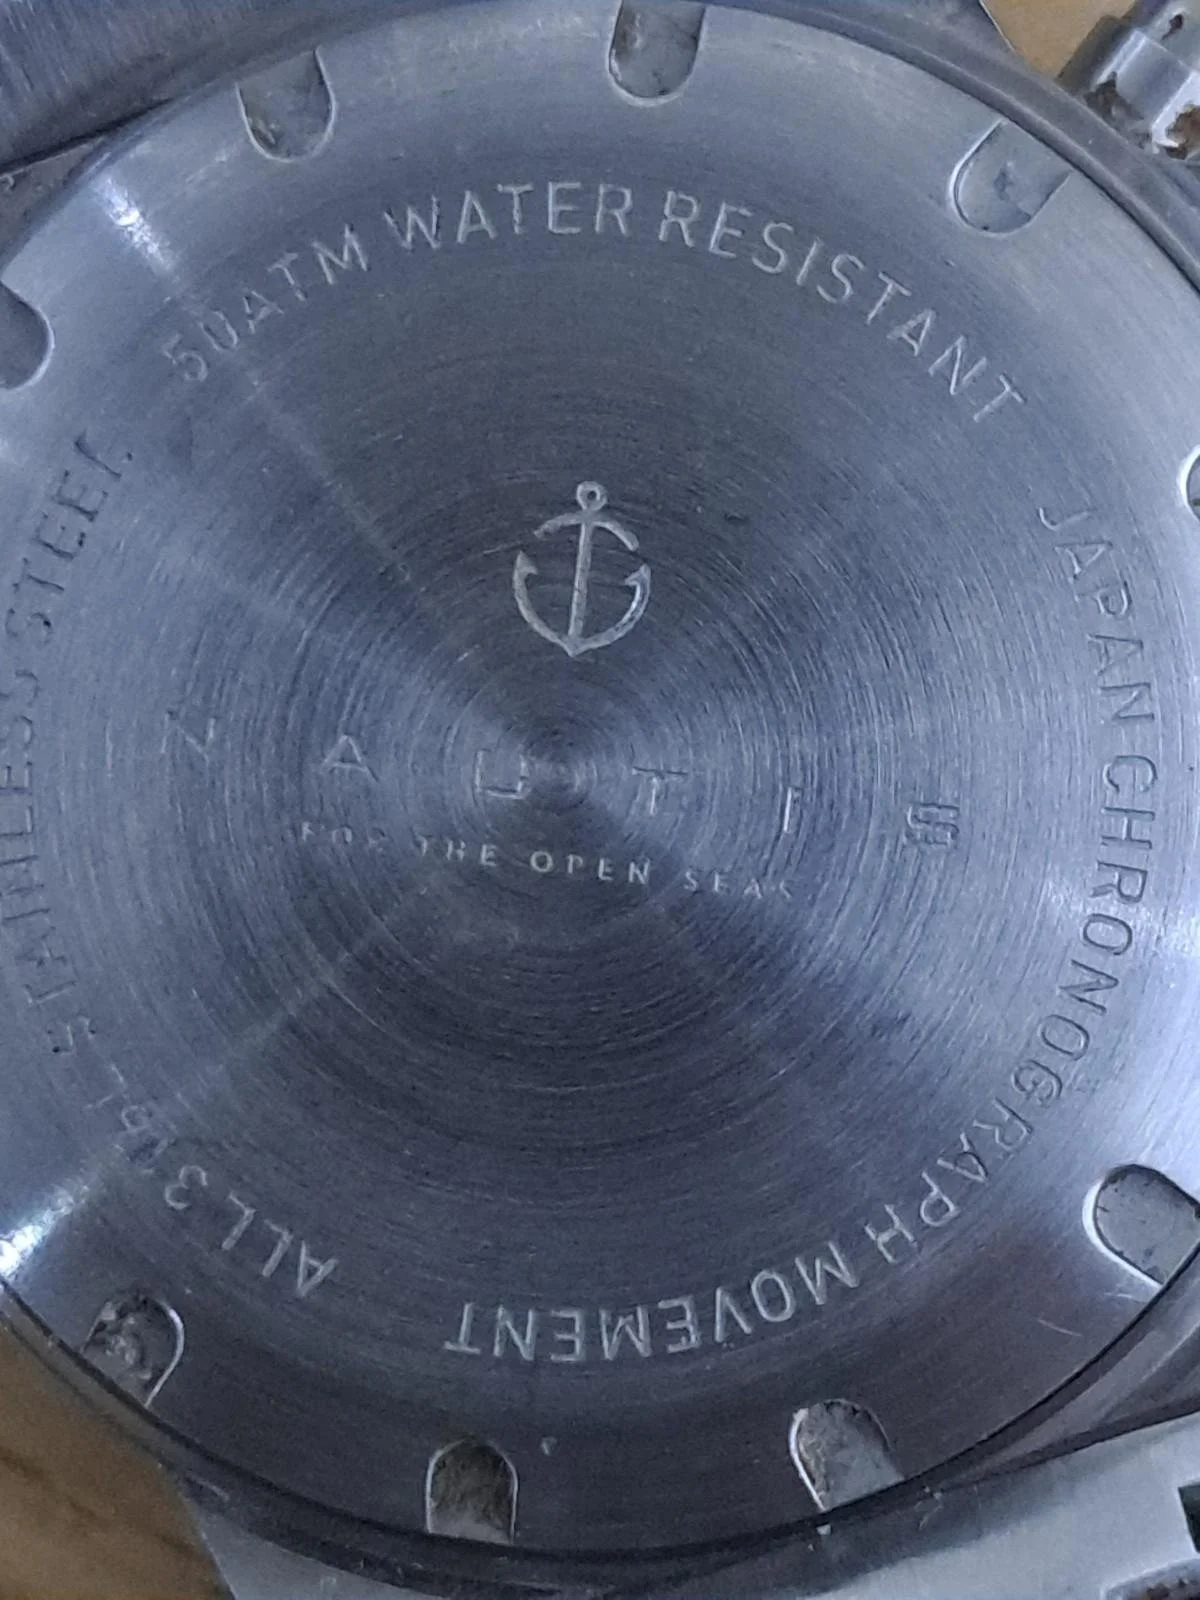 50ATM WATER RESISTANT
JAPAN CHRONOGRAPH MOVEMENT
ALL 316L STAINLESS STEEL
NAUTIS
FOR THE OPEN SEAS